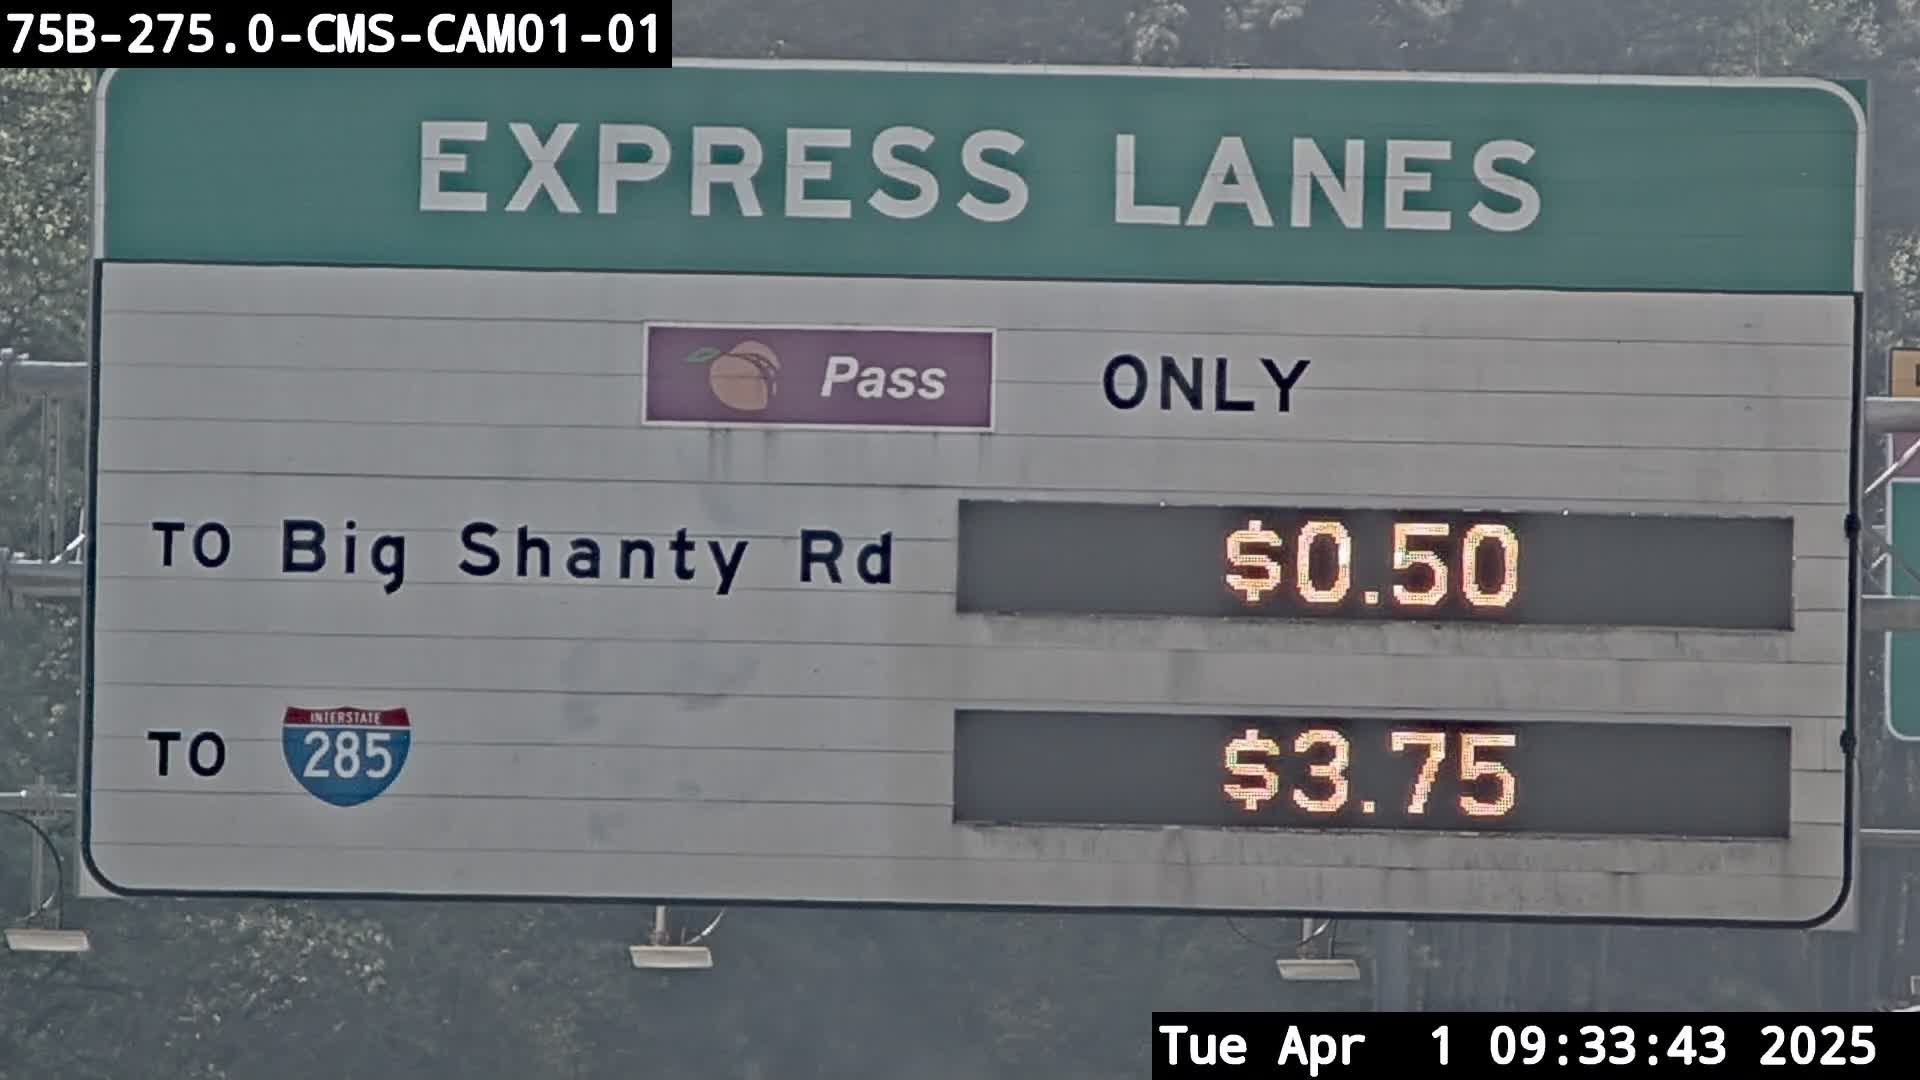 75B-275.0-CMS-CAM01-01
EXPRESS LANES
Pass ONLY
TO Big Shanty Rd $0.50
TO INTERSTATE 285 $3.75
Tue Apr 1 09:33:43 2025